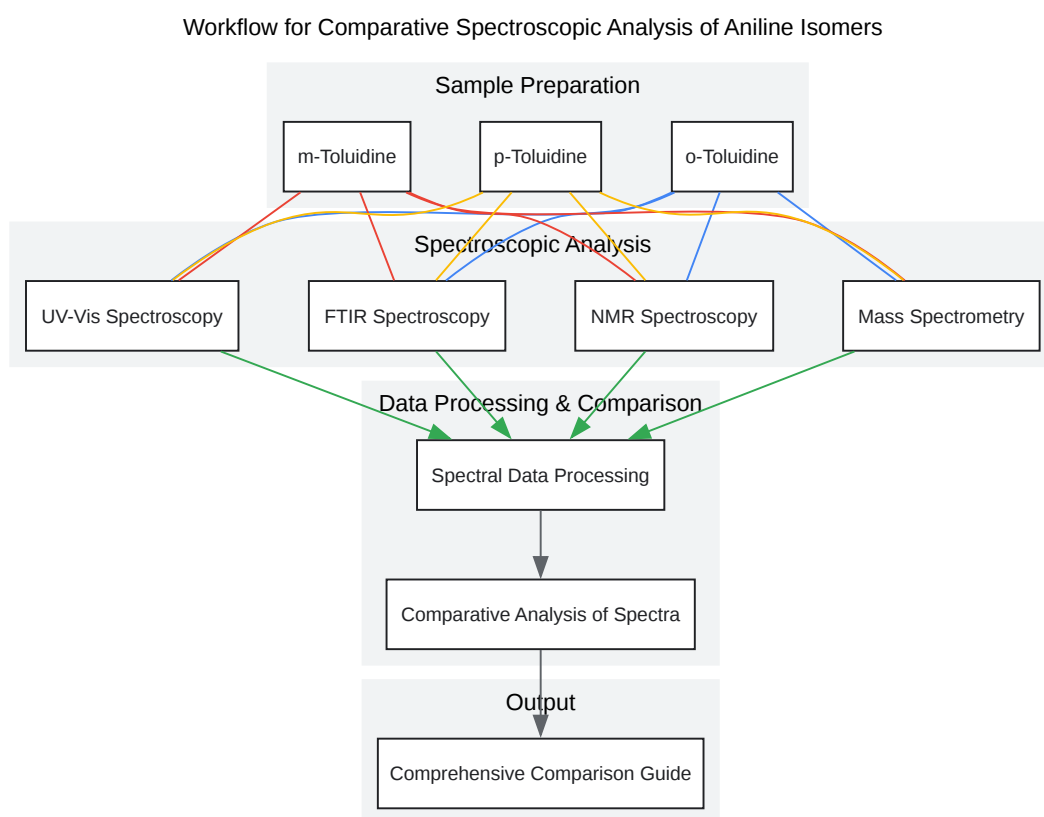 Workflow for Comparative Spectroscopic Analysis of Aniline Isomers
Sample Preparation
m-Toluidine
p-Toluidine
o-Toluidine
Spectroscopic Analysis
UV-Vis Spectroscopy
FTIR Spectroscopy
NMR Spectroscopy
Mass Spectrometry
Data Processing & Comparison
Spectral Data Processing
Comparative Analysis of Spectra
Output
Comprehensive Comparison Guide